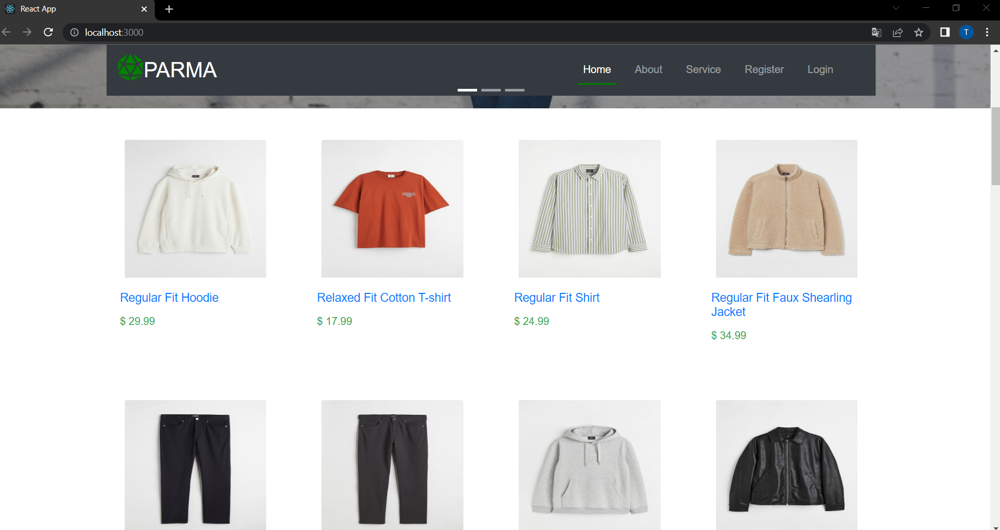 React App
localhost:3000
T
PARMA
Home About Service Register Login
Regular Fit Hoodie
$ 29.99
Relaxed Fit Cotton T-shirt
$ 17.99
Regular Fit Shirt
$ 24.99
Regular Fit Faux Shearling
Jacket
$ 34.99